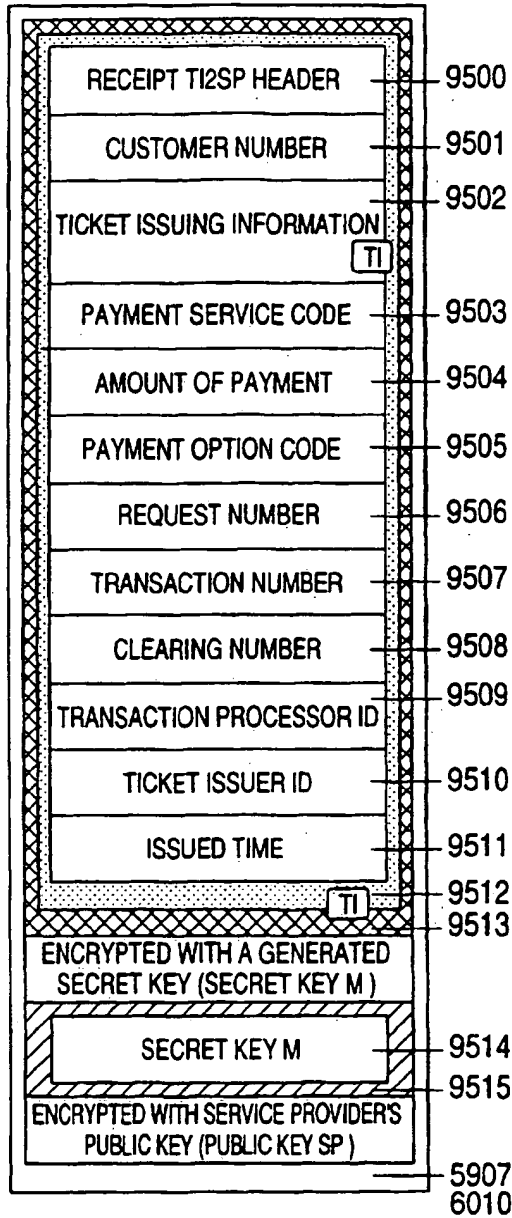 RECEIPT TI2SP HEADER 9500
CUSTOMER NUMBER 9501
9502
TICKET ISSUING INFORMATION
TI
PAYMENT SERVICE CODE 9503
AMOUNT OF PAYMENT 9504
PAYMENT OPTION CODE 9505
REQUEST NUMBER 9506
TRANSACTION NUMBER 9507
CLEARING NUMBER 9508
9509
TRANSACTION PROCESSOR ID
TICKET ISSUER ID 9510
ISSUED TIME 9511
TI 9512
9513
ENCRYPTED WITH A GENERATED
SECRET KEY (SECRET KEY M )
SECRET KEY M 9514
9515
ENCRYPTED WITH SERVICE PROVIDER'S
PUBLIC KEY (PUBLIC KEY SP )
5907
6010